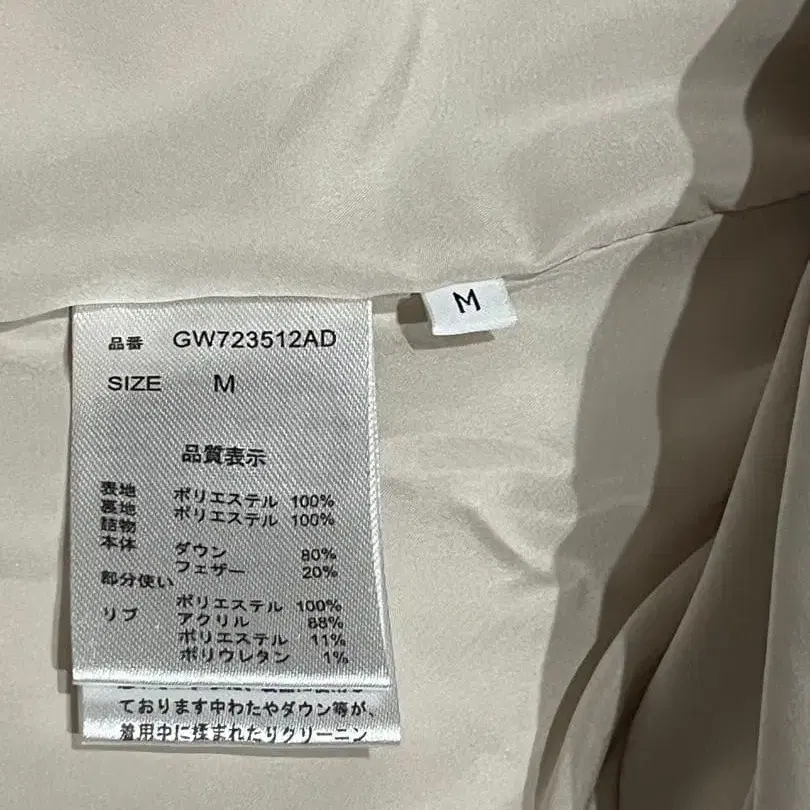 M
品番 GW723512AD
SIZE M
品質表示
表地 ポリエステル 100%
裏地 ポリエステル 100%
詰物
本体 ダウン 80%
フェザー 20%
部分使い
ポリエステル 100%
リブ アクリル 88%
ポリエステル 11%
ポリウレタン 1%
ております中わたやダウン等が、
着用中に揉まれたりクリーニン